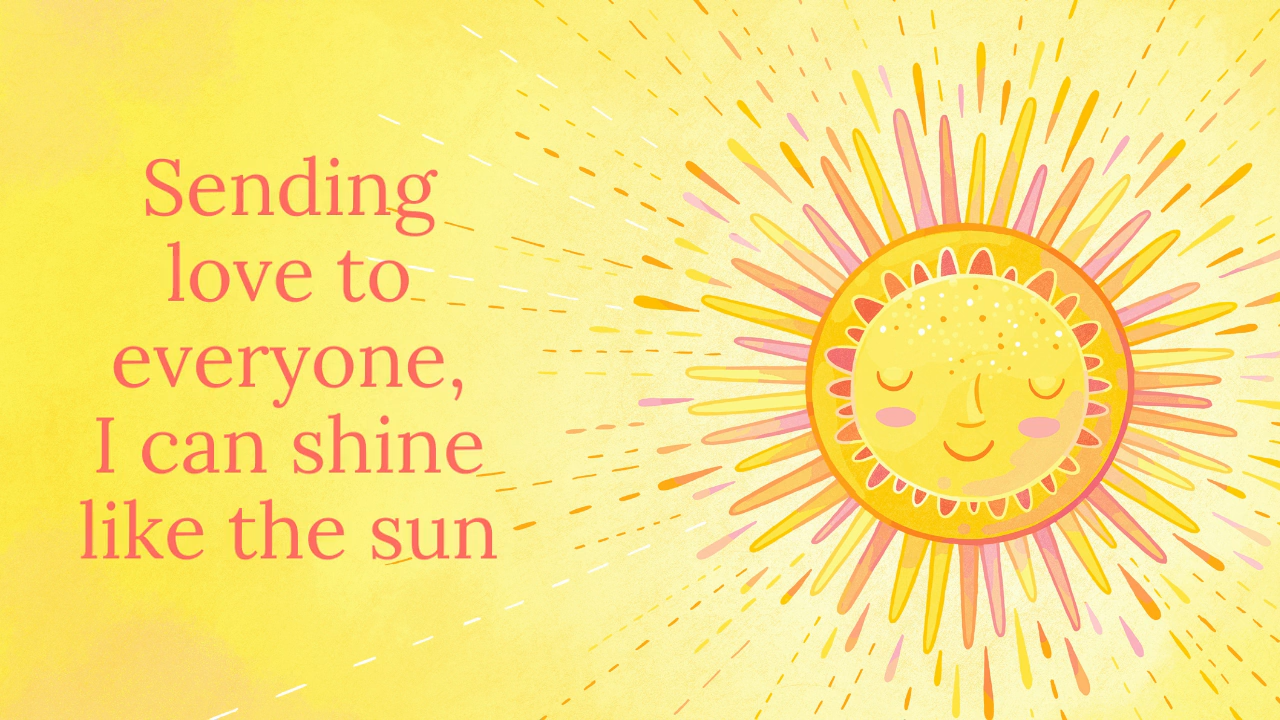 Sending
love to
everyone,
I can shine
like the sun